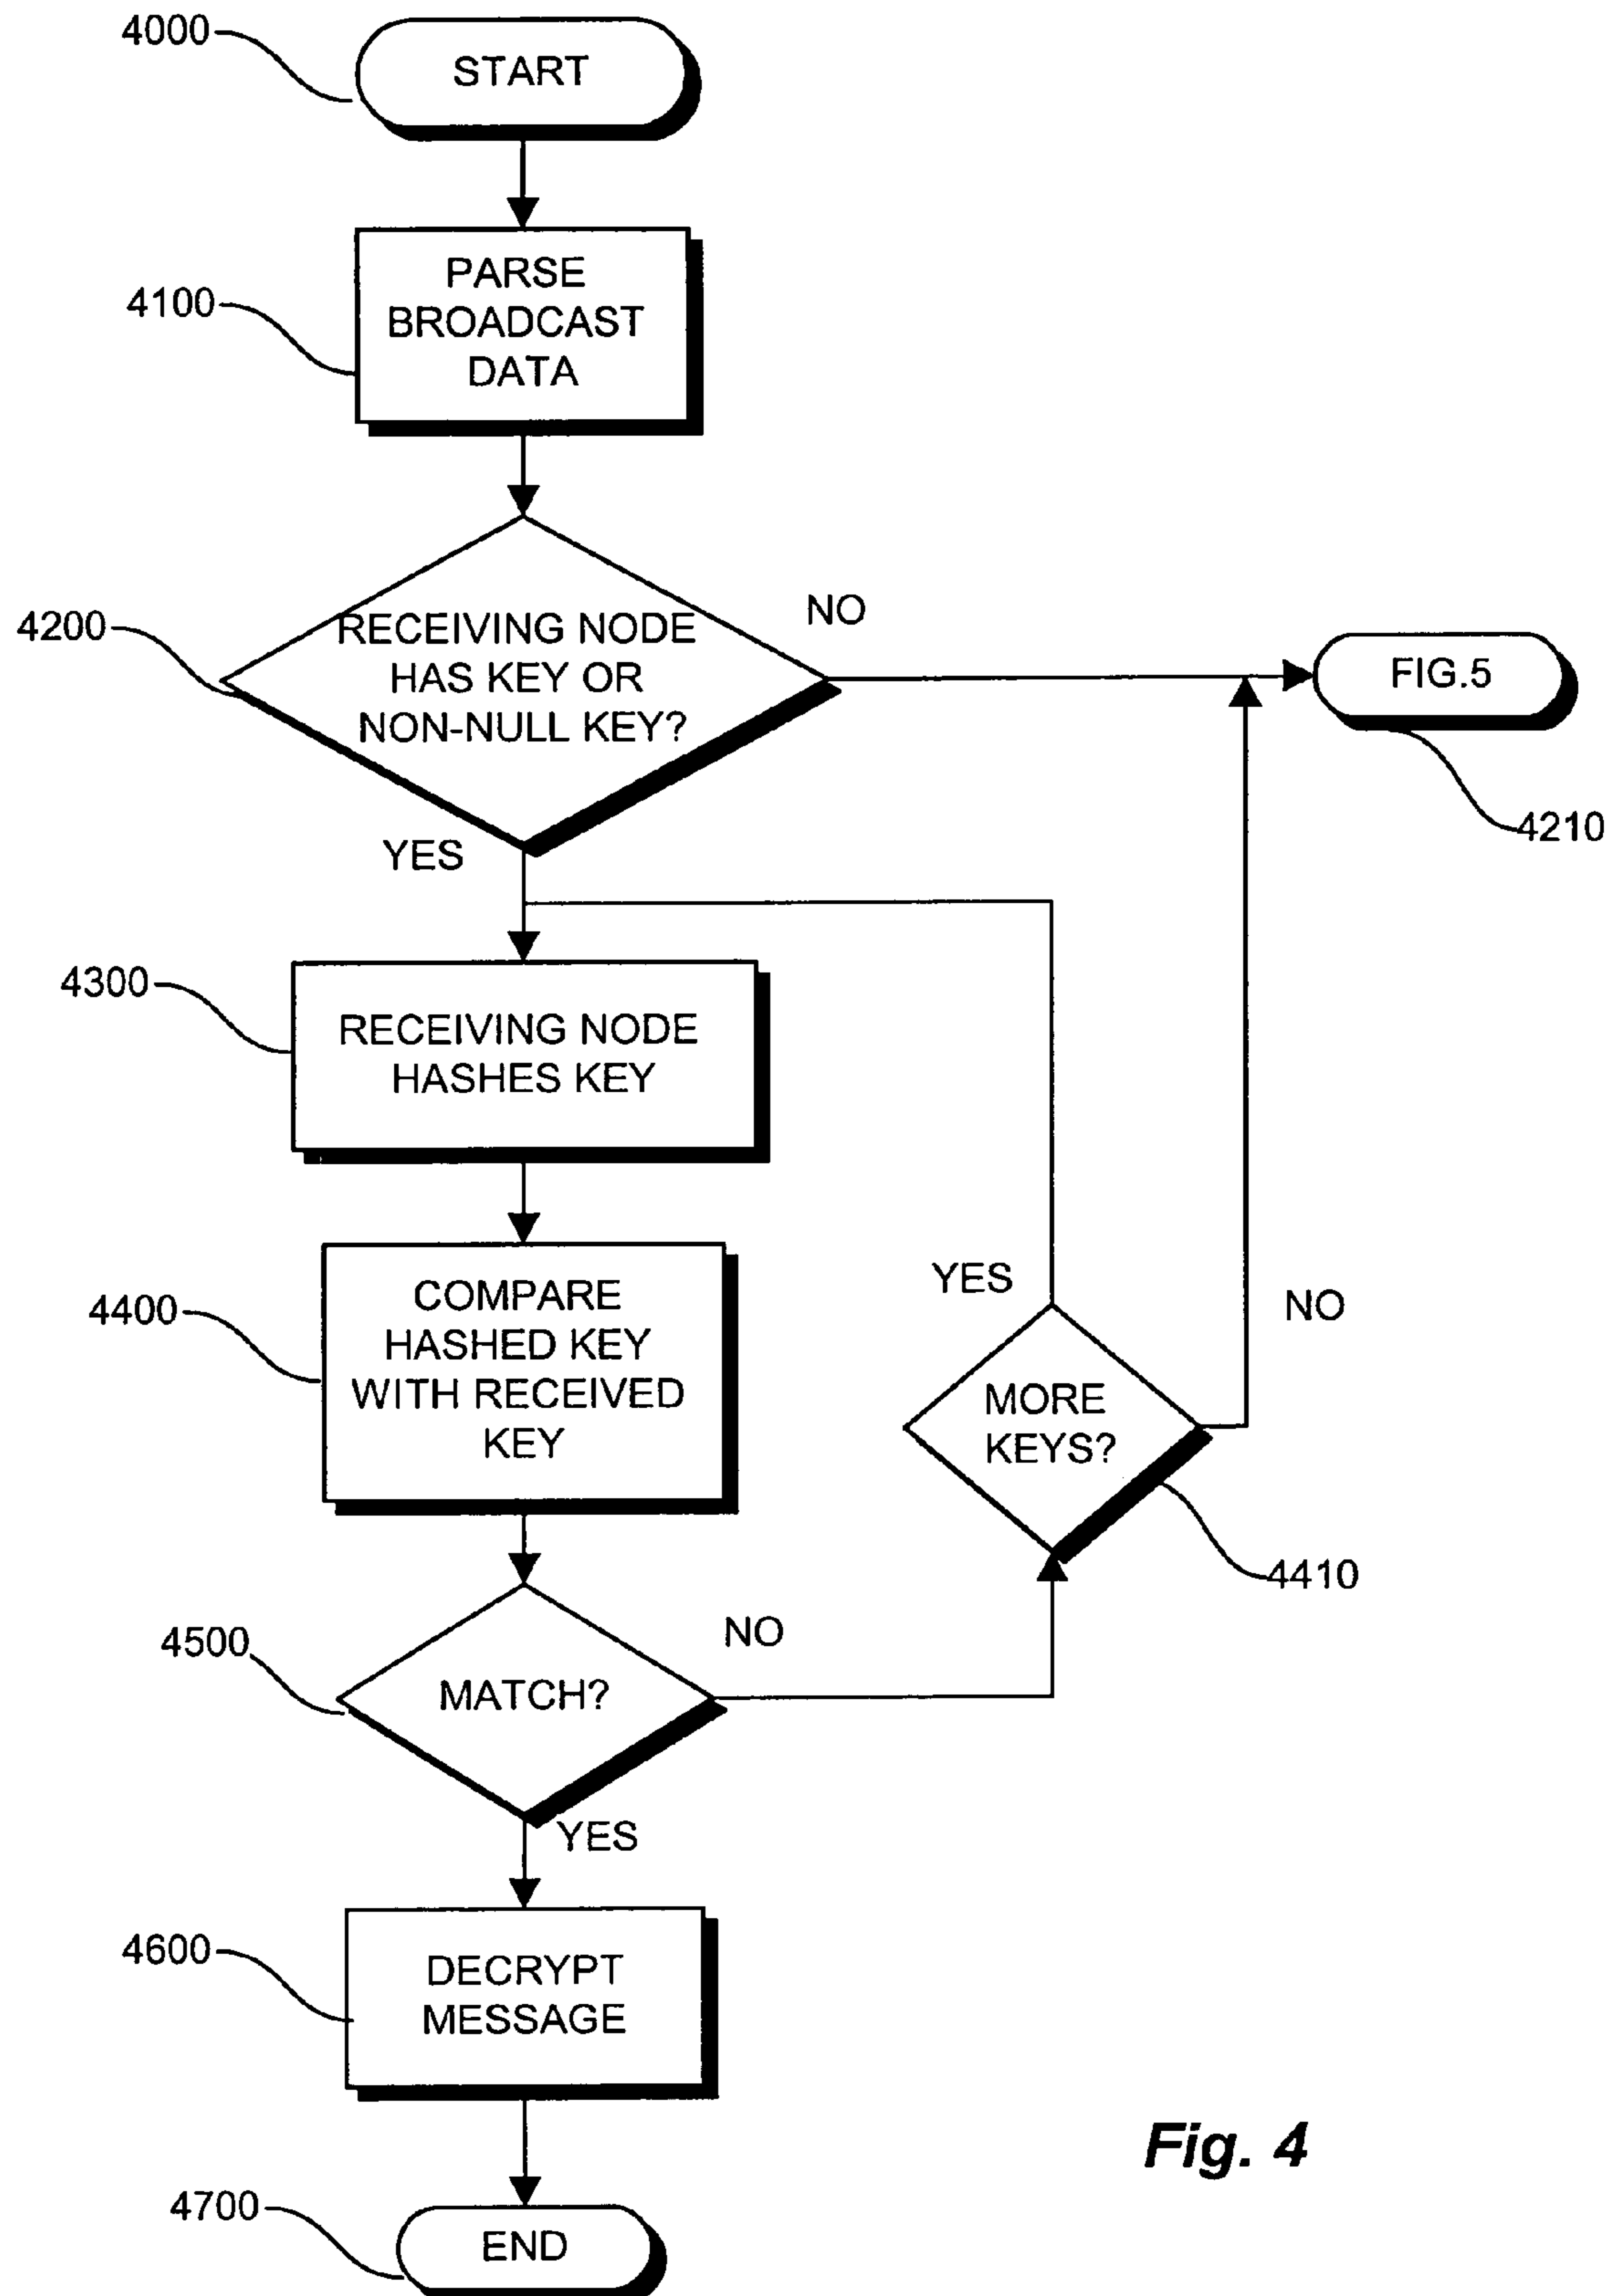 4000
START
4100
PARSE
BROADCAST
DATA
4200
RECEIVING NODE
HAS KEY OR
NON-NULL KEY?
NO
FIG.5
4210
YES
4300
RECEIVING NODE
HASHES KEY
4400
COMPARE
HASHED KEY
WITH RECEIVED
KEY
YES
NO
MORE
KEYS?
4410
4500
MATCH?
NO
YES
4600
DECRYPT
MESSAGE
4700
END
Fig. 4